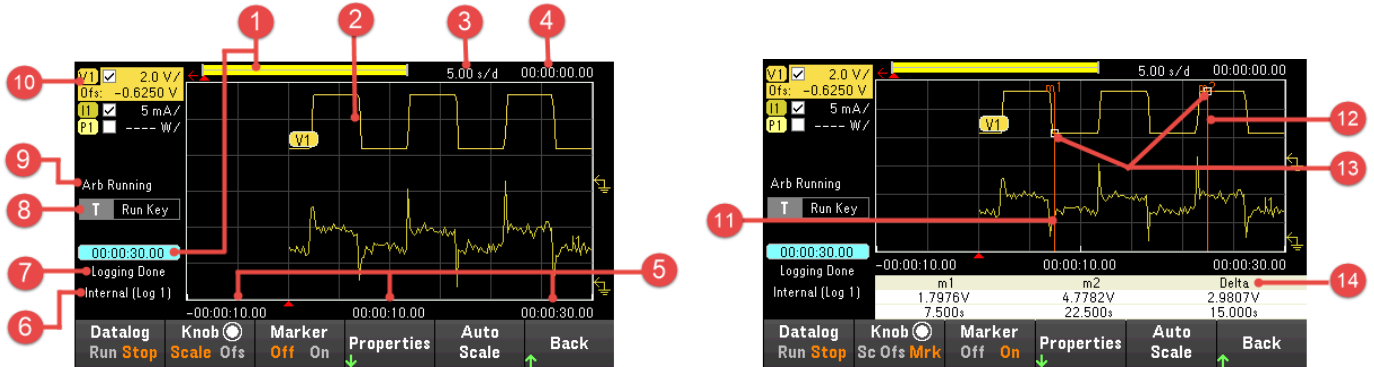 1
2
3
4
10
V1 2.0 V/
Ofs: -0.6250 V
I1 5 mA/
P1 ---- W/
5.00 s/d 00:00:00.00
V1
9
Arb Running
8
T Run Key
00:00:30.00
7
Logging Done
6
Internal (Log 1)
5
-00:00:10.00 00:00:10.00 00:00:30.00
Datalog Knob Marker Properties Auto Back
Run Stop Scale Ofs Off On Scale
V1 2.0 V/
Ofs: -0.6250 V
I1 5 mA/
P1 ---- W/
5.00 s/d 00:00:00.00
m1 m2
V1
12
13
Arb Running
T Run Key
11
00:00:30.00
Logging Done
Internal (Log 1)
-00:00:10.00 00:00:10.00 00:00:30.00
14
m1 m2 Delta
1.7976V 4.7782V 2.9807V
7.500s 22.500s 15.000s
Datalog Knob Marker Properties Auto Back
Run Stop Sc Ofs Mrk Off On Scale